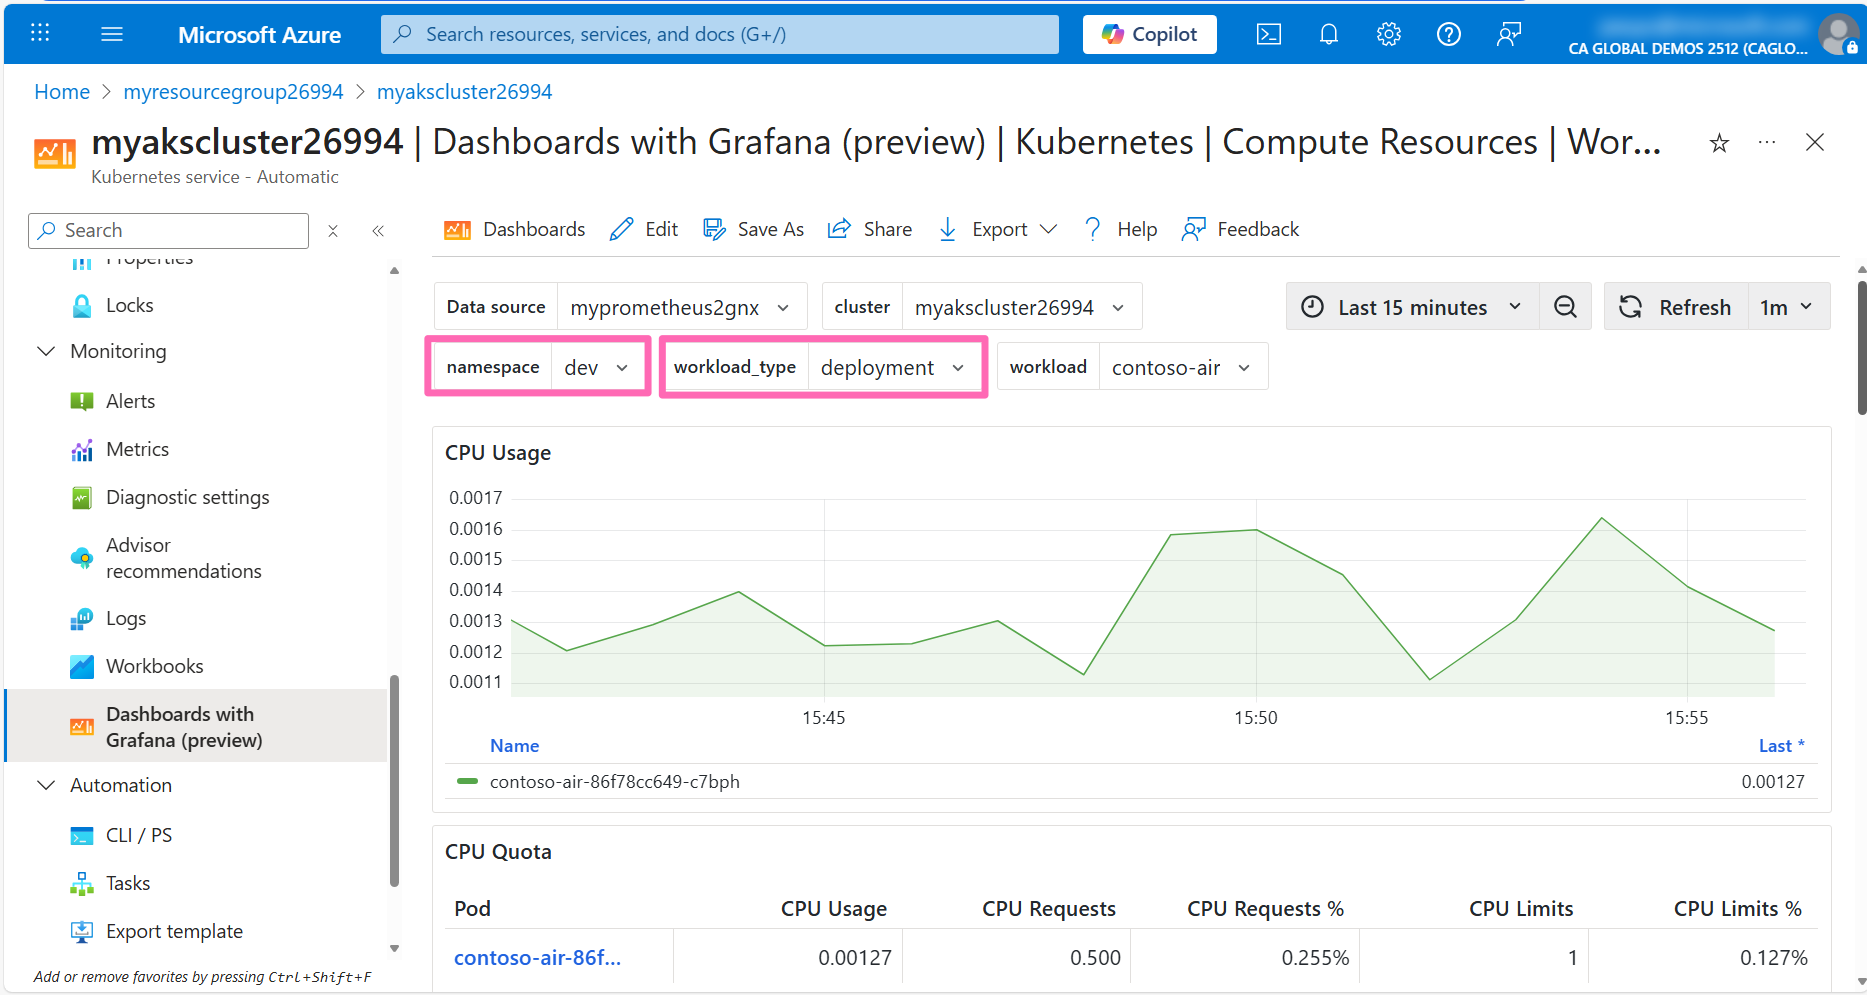 Microsoft Azure
Search resources, services, and docs (G+/)
Copilot
CA GLOBAL DEMOS 2512 (CAGLO...
Home > myresourcegroup26994 > myakscluster26994
myakscluster26994 | Dashboards with Grafana (preview) | Kubernetes | Compute Resources | Wor...
Kubernetes service - Automatic
Search
Dashboards Edit Save As Share Export Help Feedback
Properties
Locks
Monitoring
Alerts
Metrics
Diagnostic settings
Advisor
recommendations
Logs
Workbooks
Dashboards with
Grafana (preview)
Automation
CLI / PS
Tasks
Export template
Add or remove favorites by pressing Ctrl+Shift+F
Data source myprometheus2gnx cluster myakscluster26994 Last 15 minutes Refresh 1m
namespace dev workload_type deployment workload contoso-air
CPU Usage
0.0017
0.0016
0.0015
0.0014
0.0013
0.0012
0.0011
15:45 15:50 15:55
Name Last *
contoso-air-86f78cc649-c7bph 0.00127
CPU Quota
Pod CPU Usage CPU Requests CPU Requests % CPU Limits CPU Limits %
contoso-air-86f... 0.00127 0.500 0.255% 1 0.127%